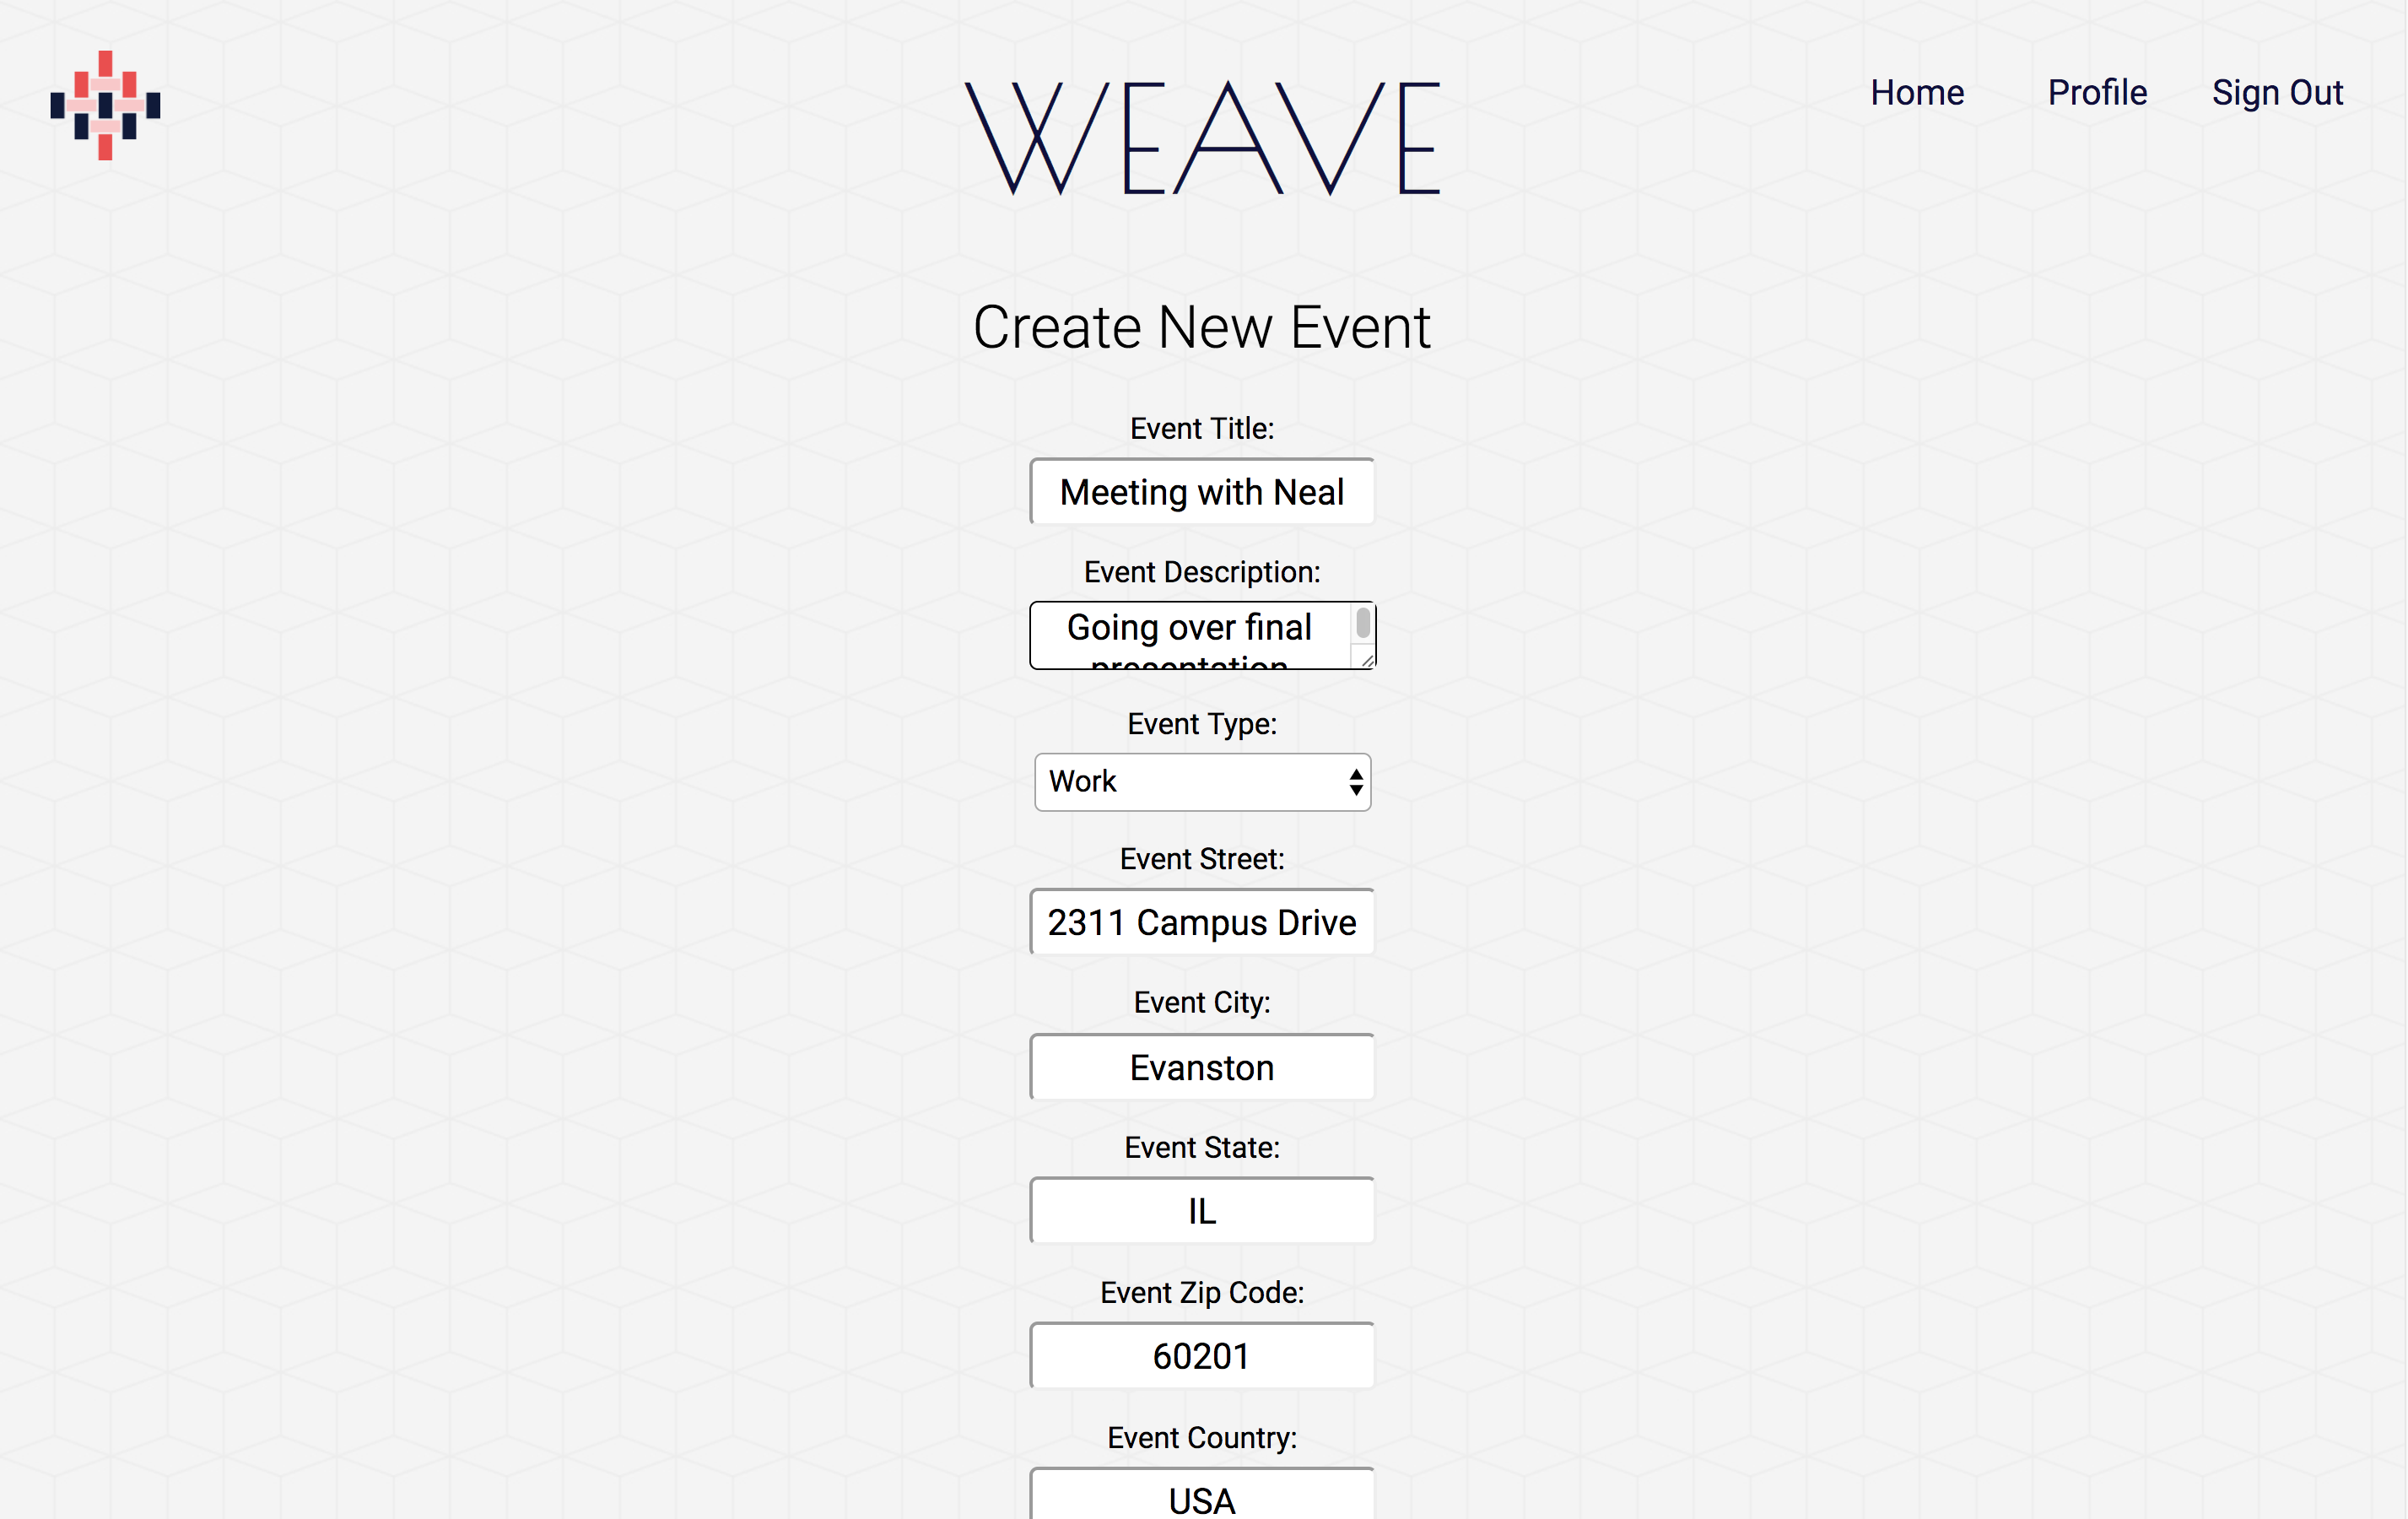 WEAVE
Home Profile Sign Out
Create New Event
Event Title:
Meeting with Neal
Event Description:
Going over final
presentation
Event Type:
Work
Event Street:
2311 Campus Drive
Event City:
Evanston
Event State:
IL
Event Zip Code:
60201
Event Country:
USA